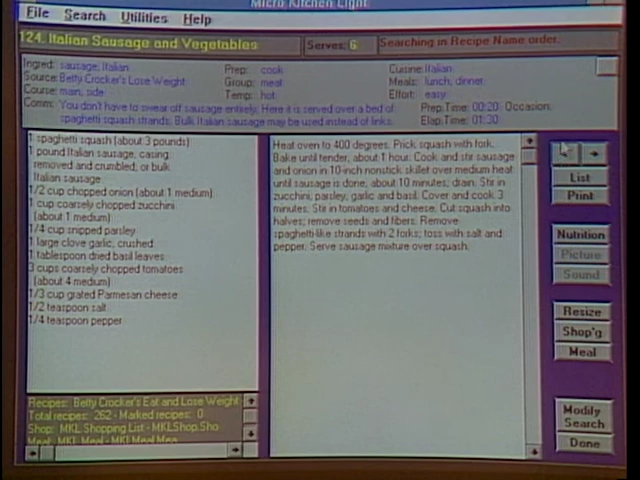 Micro Kitchen Light
File Search Utilities Help
124. Italian Sausage and Vegetables
Serves: 6
Searching in Recipe Name order.
Ingred: sausage, Italian
Prep: cook
Cuisine: Italian
Source: Betty Crocker's Lose Weight
Group: meat
Meals: lunch, dinner
Course: main, side
Temp: hot
Effort: easy
Comm: You don't have to swear off sausage entirely. Here it is served over a bed of
spaghetti squash strands. Bulk Italian sausage may be used instead of links.
Prep.Time: 00:20 Occasion:
Elap.Time: 01:30
1 spaghetti squash (about 3 pounds)
1 pound Italian sausage, casing
removed and crumbled, or bulk
Italian sausage
1/2 cup chopped onion (about 1 medium)
1 cup coarsely chopped zucchini
(about 1 medium)
1/4 cup snipped parsley
1 large clove garlic, crushed
1 tablespoon dried basil leaves
3 cups coarsely chopped tomatoes
(about 4 medium)
1/3 cup grated Parmesan cheese
1/2 teaspoon salt
1/4 teaspoon pepper
Heat oven to 400 degrees. Prick squash with fork.
Bake until tender, about 1 hour. Cook and stir sausage
and onion in 10-inch nonstick skillet over medium heat
until sausage is done, about 10 minutes; drain. Stir in
zucchini, parsley, garlic and basil. Cover and cook 3
minutes. Stir in tomatoes and cheese. Cut squash into
halves; remove seeds and fibers. Remove
spaghetti-like strands with 2 forks; toss with salt and
pepper. Serve sausage mixture over squash.
List
Print
Nutrition
Picture
Sound
Resize
Shop'g
Meal
Modify
Search
Done
Recipes: Betty Crocker's Eat and Lose Weight
Total recipes: 262 - Marked recipes: 0
Shop: MKL Shopping List - MKLShop.Sho
Meal: MKL Meal - MKLMeal.Mea